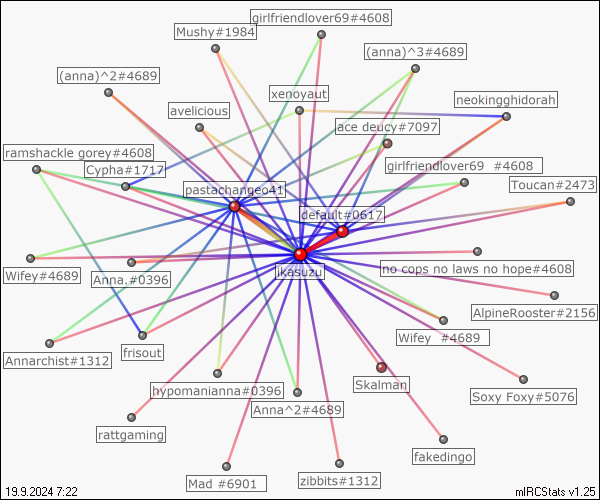 girlfriendlover69#4608
Mushy#1984
(anna)^3#4689
(anna)^2#4689
xenoyaut
neokingghidorah
avelicious
ace deucy#7097
ramshackle gorey#4608
Cypha#1717
girlfriendlover69 #4608
pastachangeo41
Toucan#2473
default#0617
ikasuzu
no cops no laws no hope#4608
Wifey#4689
Anna.#0396
AlpineRooster#2156
Wifey #4689
Annarchist#1312
frisout
hypomanianna#0396
Skalman
Anna^2#4689
Soxy Foxy#5076
rattgaming
fakedingo
Mad #6901
zibbits#1312
19.9.2024 7:22
mIRCStats v1.25